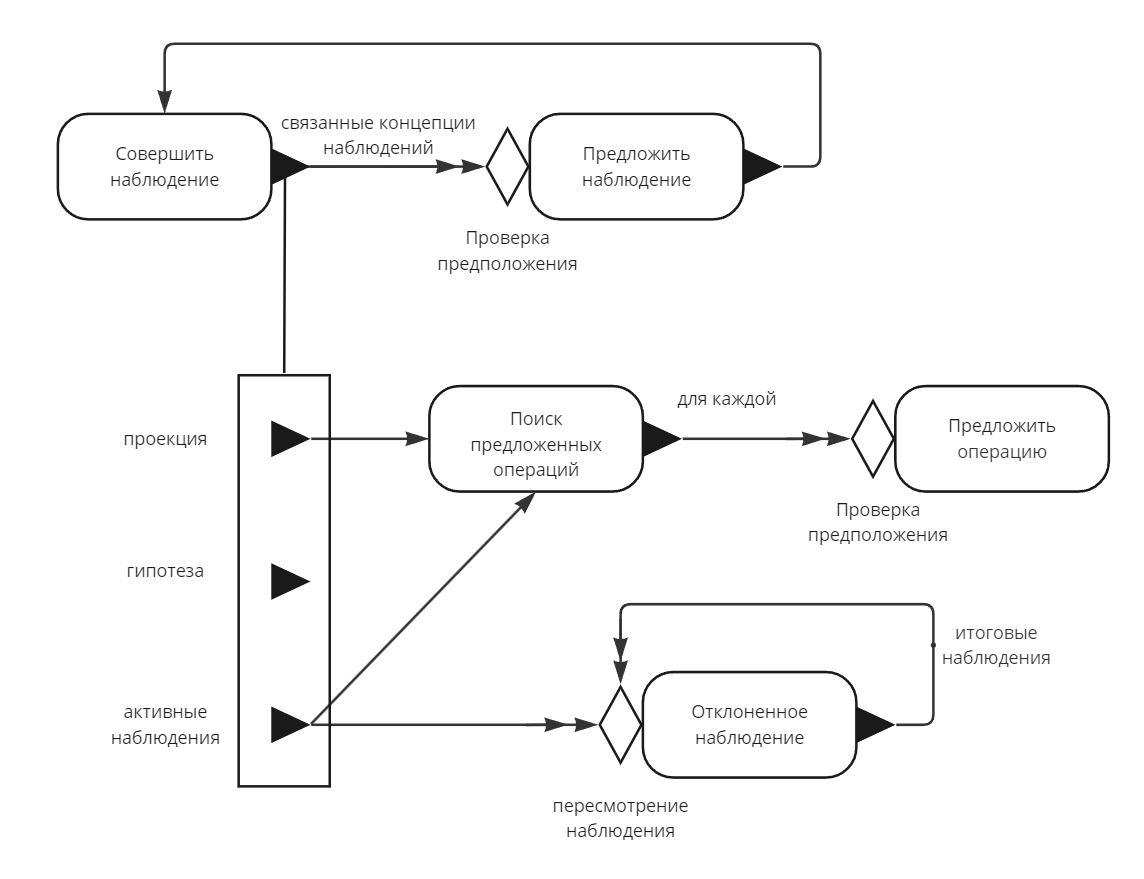 связанные концепции
наблюдений
Совершить
наблюдение
Предложить
наблюдение
Проверка
предположения
для каждой
проекция
Поиск
предложенных
операций
Предложить
операцию
Проверка
предположения
гипотеза
итоговые
наблюдения
активные
наблюдения
Отклоненное
наблюдение
пересмотрение
наблюдения